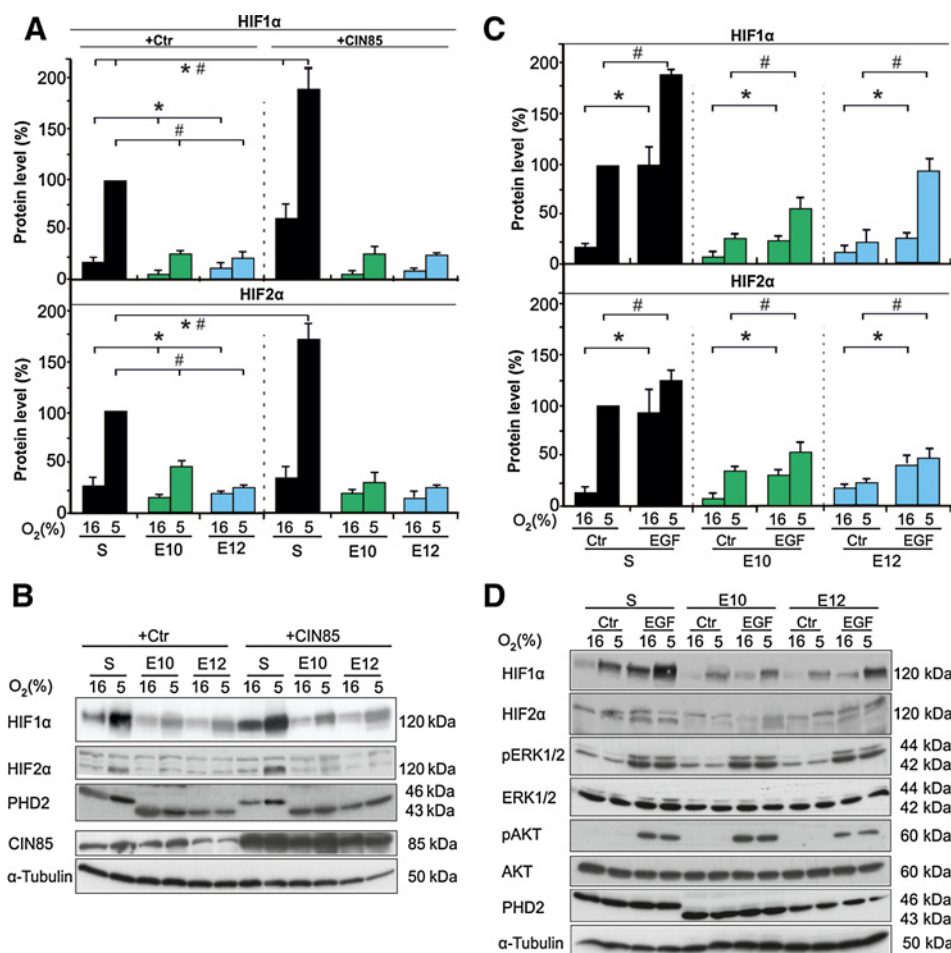 A
HIF1α
+Ctr +CIN85
Protein level (%)
200
150
100
50
0
* #
*
#
HIF2α
Protein level (%)
200
150
100
50
0
* #
*
#
O2(%) 16 5 16 5 16 5 16 5 16 5 16 5
S E10 E12 S E10 E12
B
+Ctr +CIN85
S E10 E12 S E10 E12
O2(%) 16 5 16 5 16 5 16 5 16 5 16 5
HIF1α 120 kDa
HIF2α 120 kDa
PHD2 46 kDa
43 kDa
CIN85 85 kDa
α-Tubulin 50 kDa
C
HIF1α
Protein level (%)
200
150
100
50
0
# # #
* * *
HIF2α
Protein level (%)
200
150
100
50
0
# # #
* * *
O2(%) 16 5 16 5 16 5 16 5 16 5 16 5
Ctr EGF Ctr EGF Ctr EGF
S E10 E12
D
S E10 E12
Ctr EGF Ctr EGF Ctr EGF
O2(%) 16 5 16 5 16 5 16 5 16 5 16 5
HIF1α 120 kDa
HIF2α 120 kDa
pERK1/2 44 kDa
42 kDa
ERK1/2 44 kDa
42 kDa
pAKT 60 kDa
AKT 60 kDa
PHD2 46 kDa
43 kDa
α-Tubulin 50 kDa